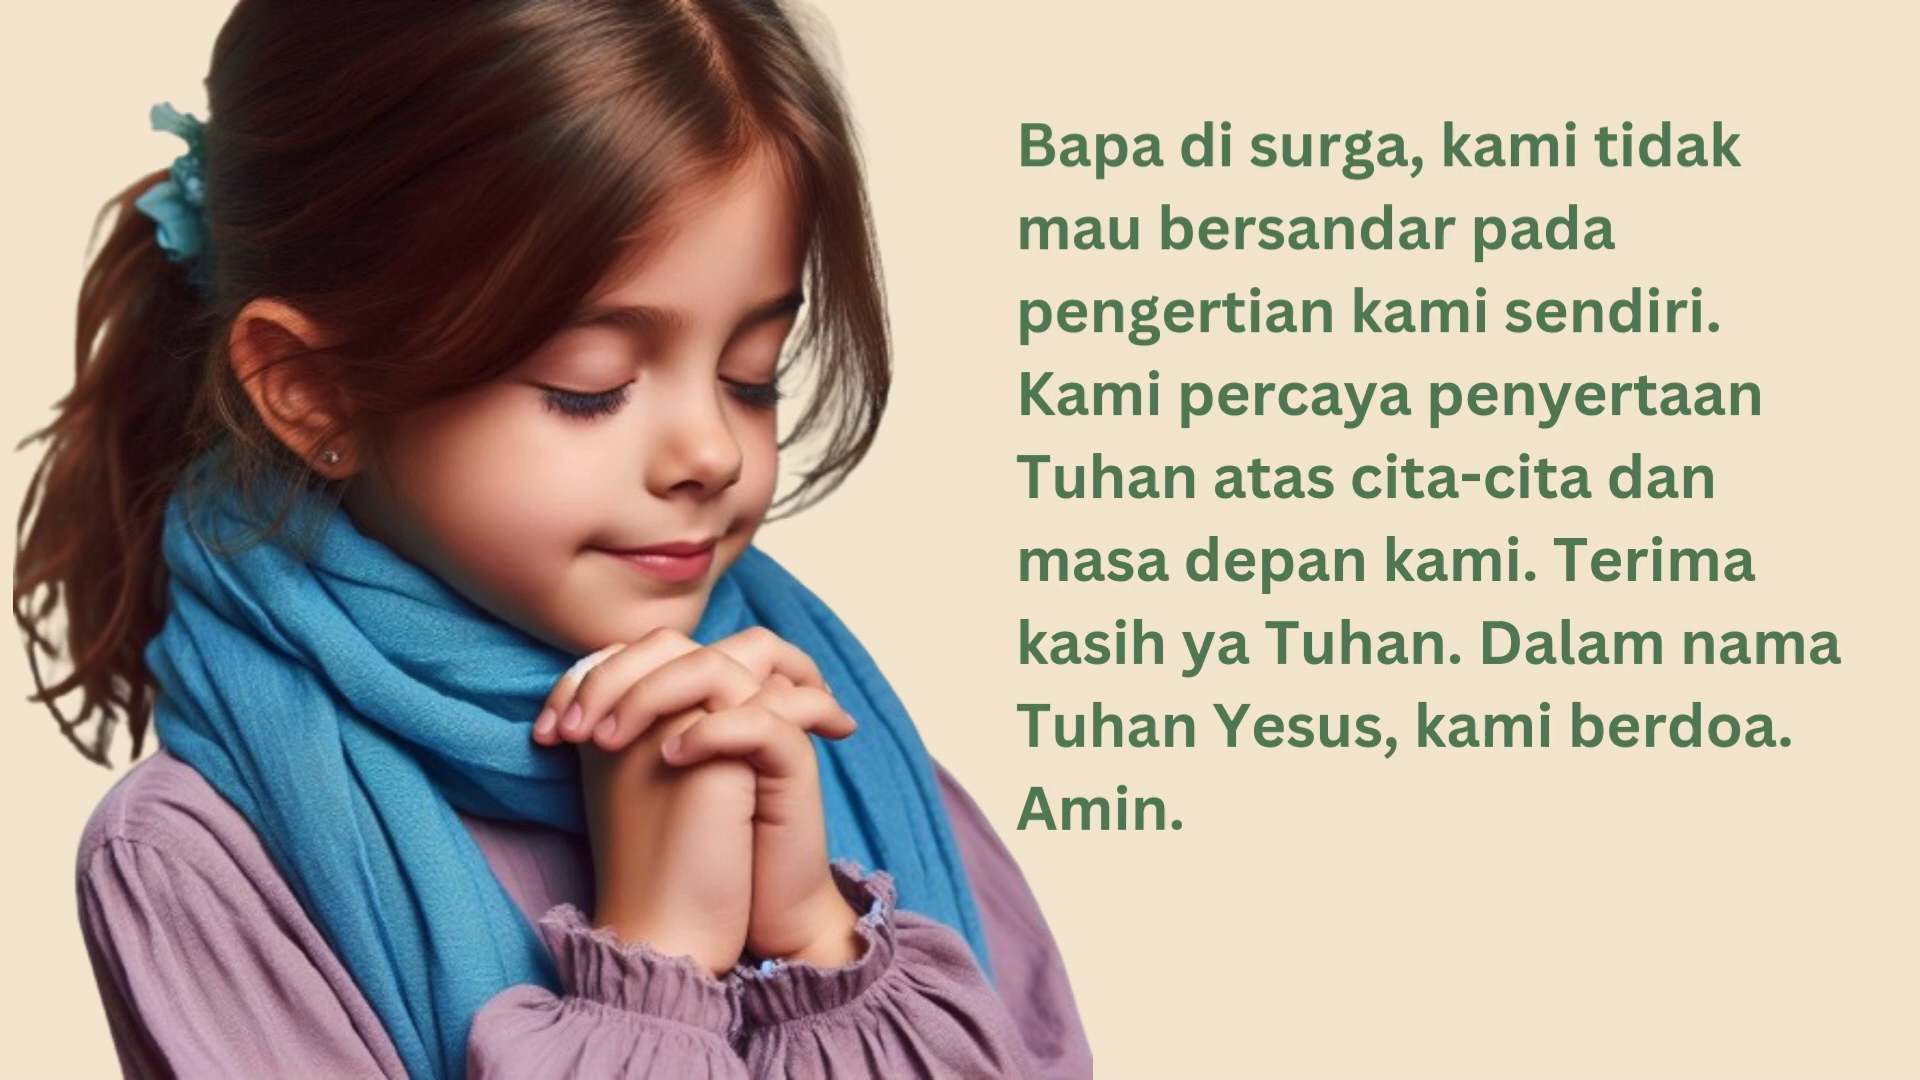 Bapa di surga, kami tidak
mau bersandar pada
pengertian kami sendiri.
Kami percaya penyertaan
Tuhan atas cita-cita dan
masa depan kami. Terima
kasih ya Tuhan. Dalam nama
Tuhan Yesus, kami berdoa.
Amin.